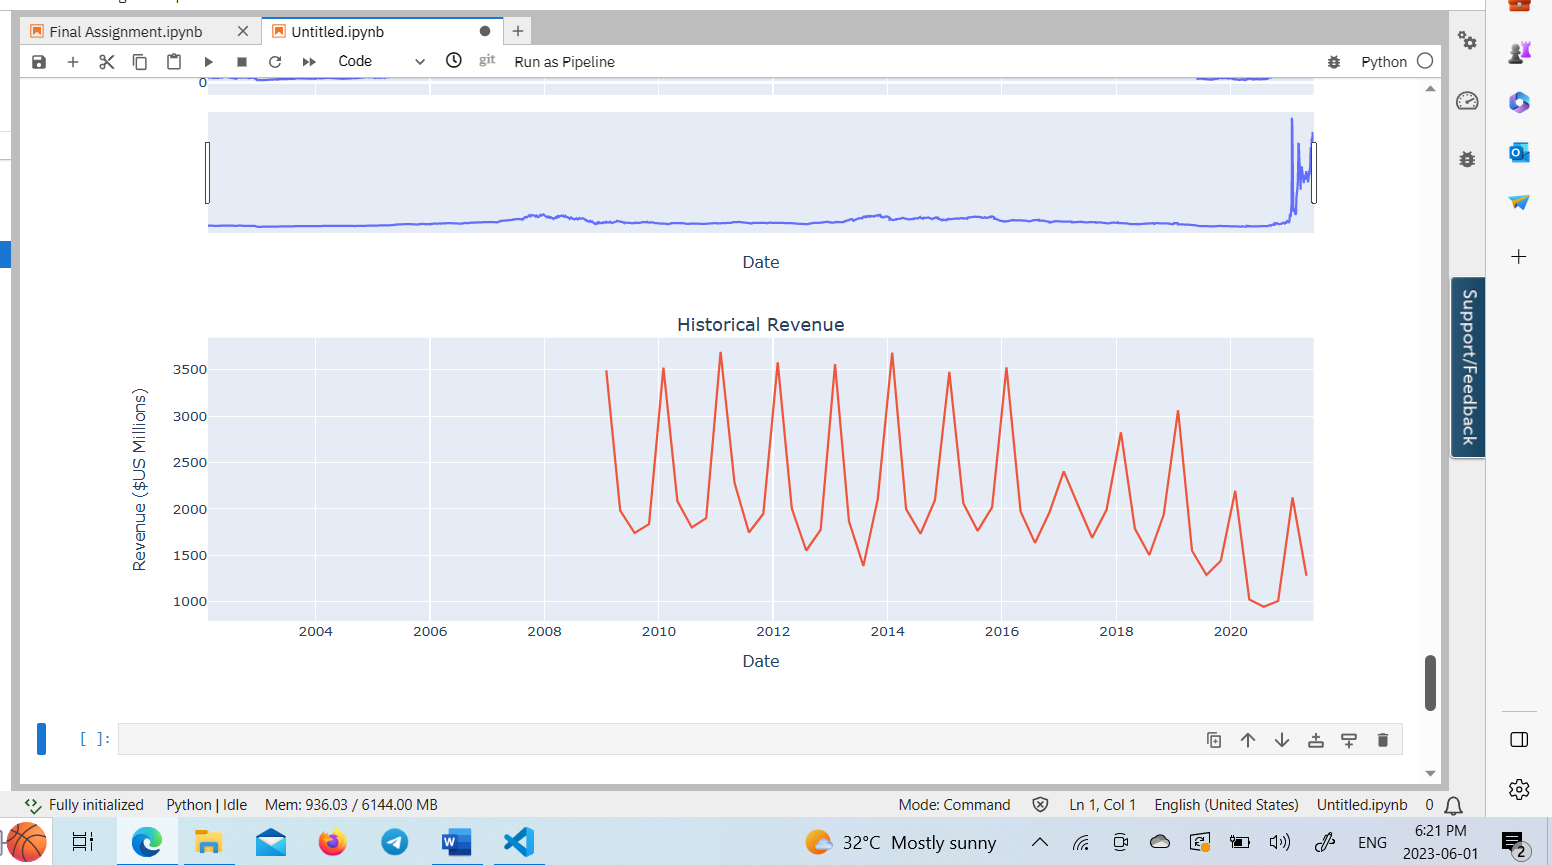 Final Assignment.ipynb
Untitled.ipynb
Code
git
Run as Pipeline
Python
0
Date
Support/Feedback
Historical Revenue
Revenue ($US Millions)
3500
3000
2500
2000
1500
1000
2004 2006 2008 2010 2012 2014 2016 2018 2020
Date
[ ]:
Fully initialized Python | Idle Mem: 936.03 / 6144.00 MB Mode: Command Ln 1, Col 1 English (United States) Untitled.ipynb 0
32°C Mostly sunny ENG 6:21 PM
2023-06-01 2